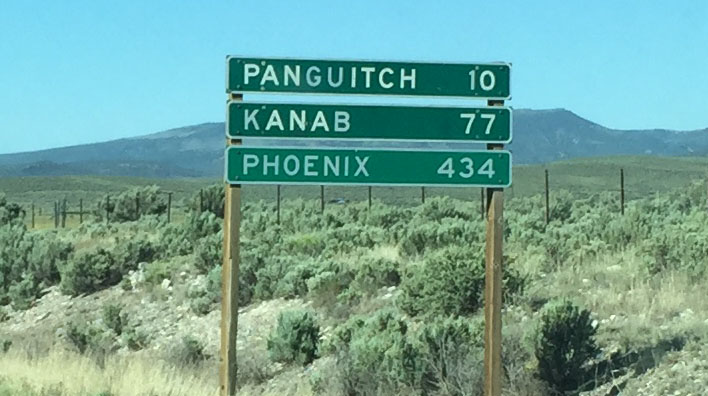 PANGUITCH 10
KANAB 77
PHOENIX 434